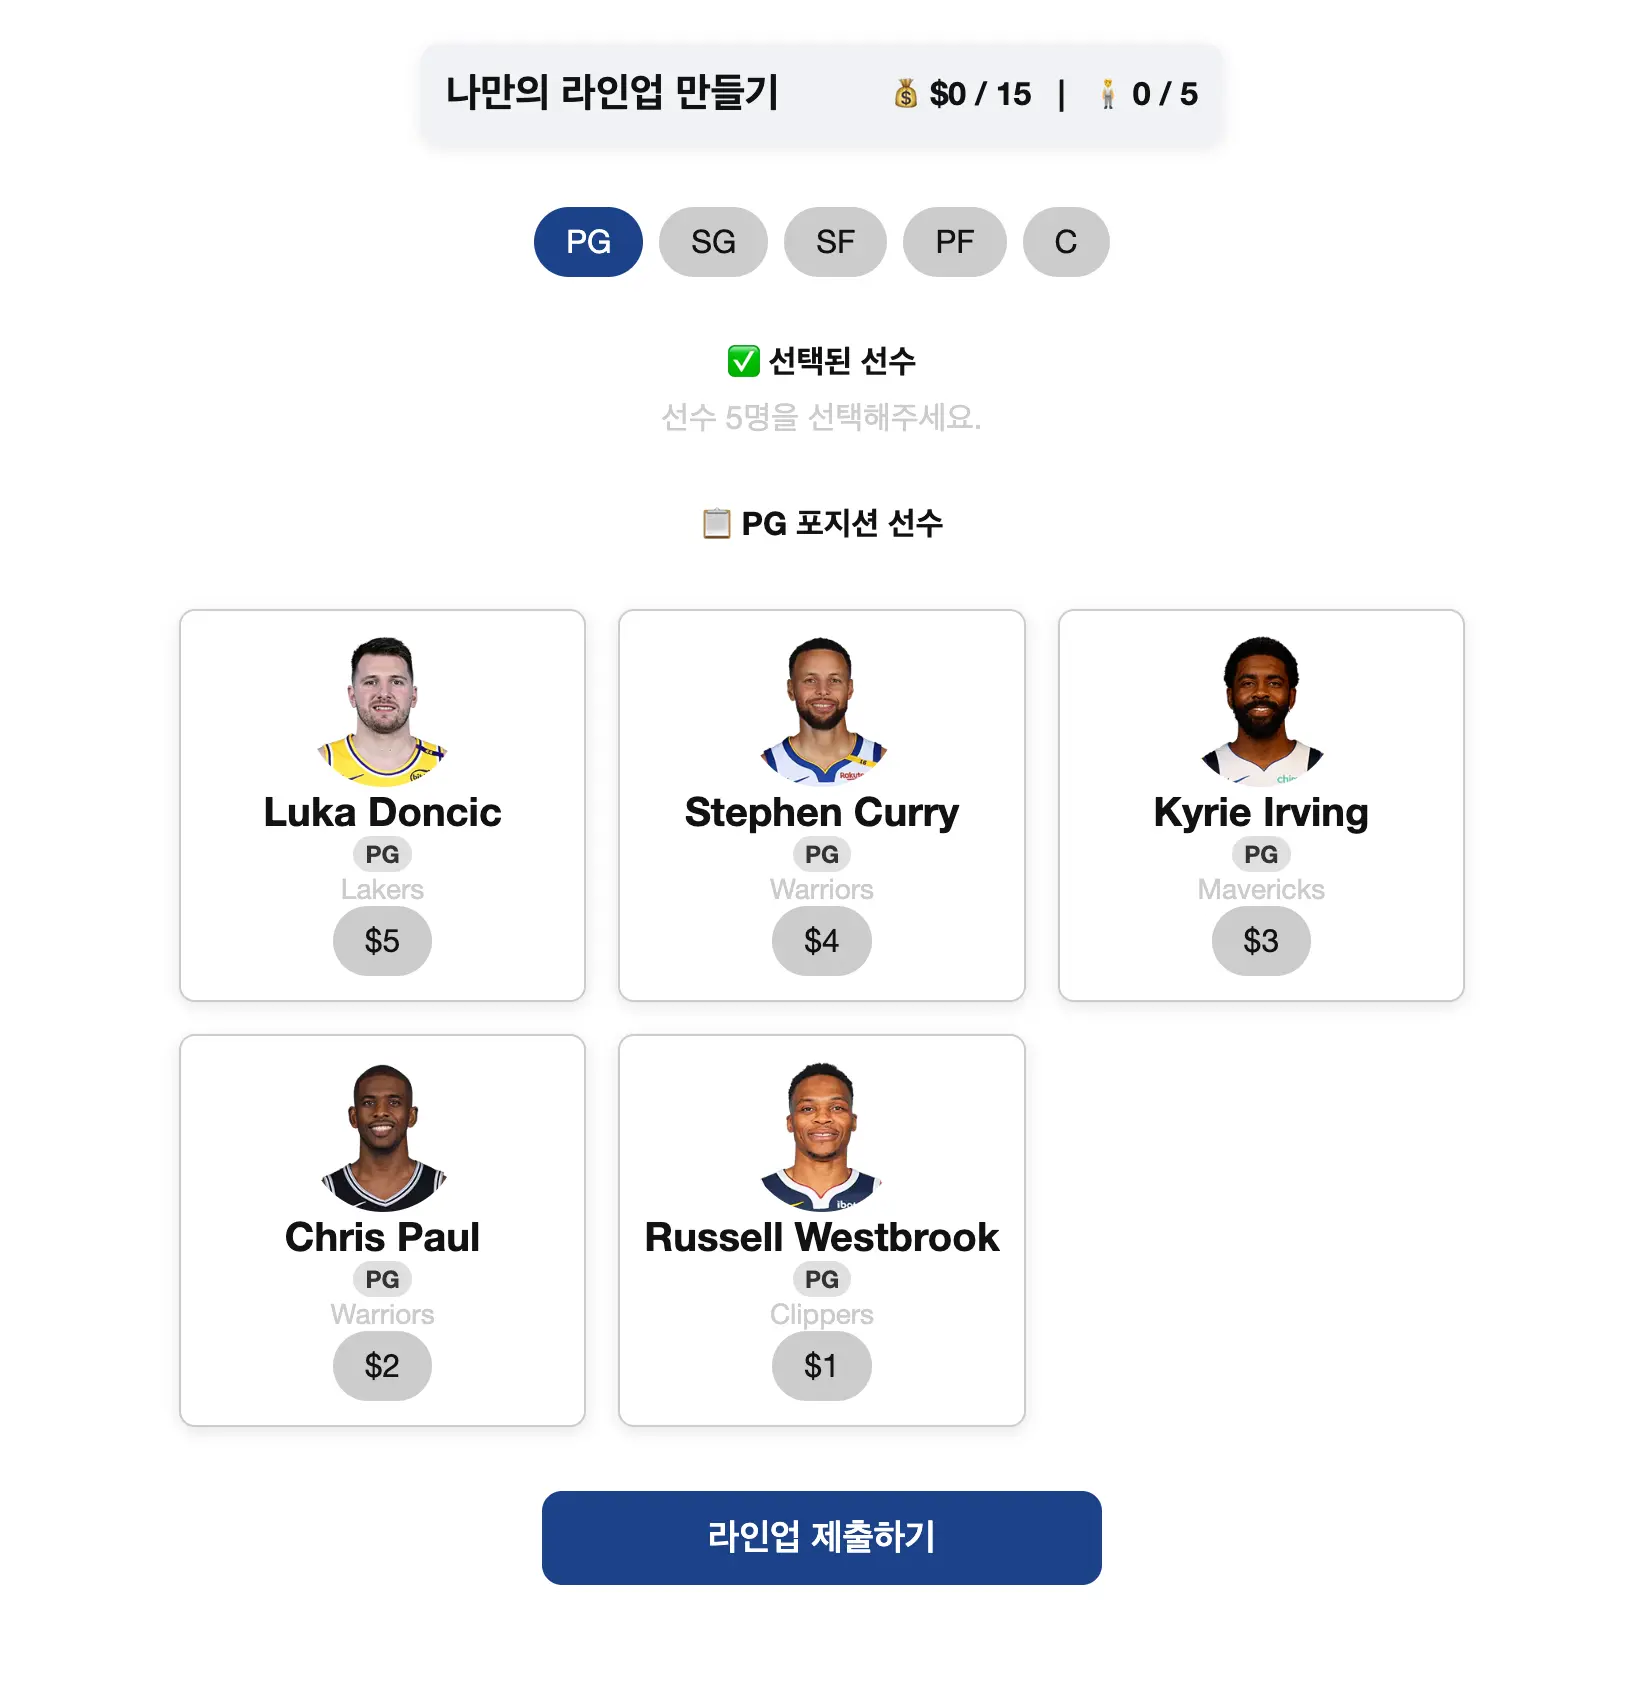 나만의 라인업 만들기 💰 $0 / 15 | 🧍 0 / 5
PG SG SF PF C
✅ 선택된 선수
선수 5명을 선택해주세요.
📋 PG 포지션 선수
Luka Doncic
PG
Lakers
$5
Rakuten
Stephen Curry
PG
Warriors
$4
Kyrie Irving
PG
Mavericks
$3
Chris Paul
PG
Warriors
$2
Russell Westbrook
PG
Clippers
$1
라인업 제출하기